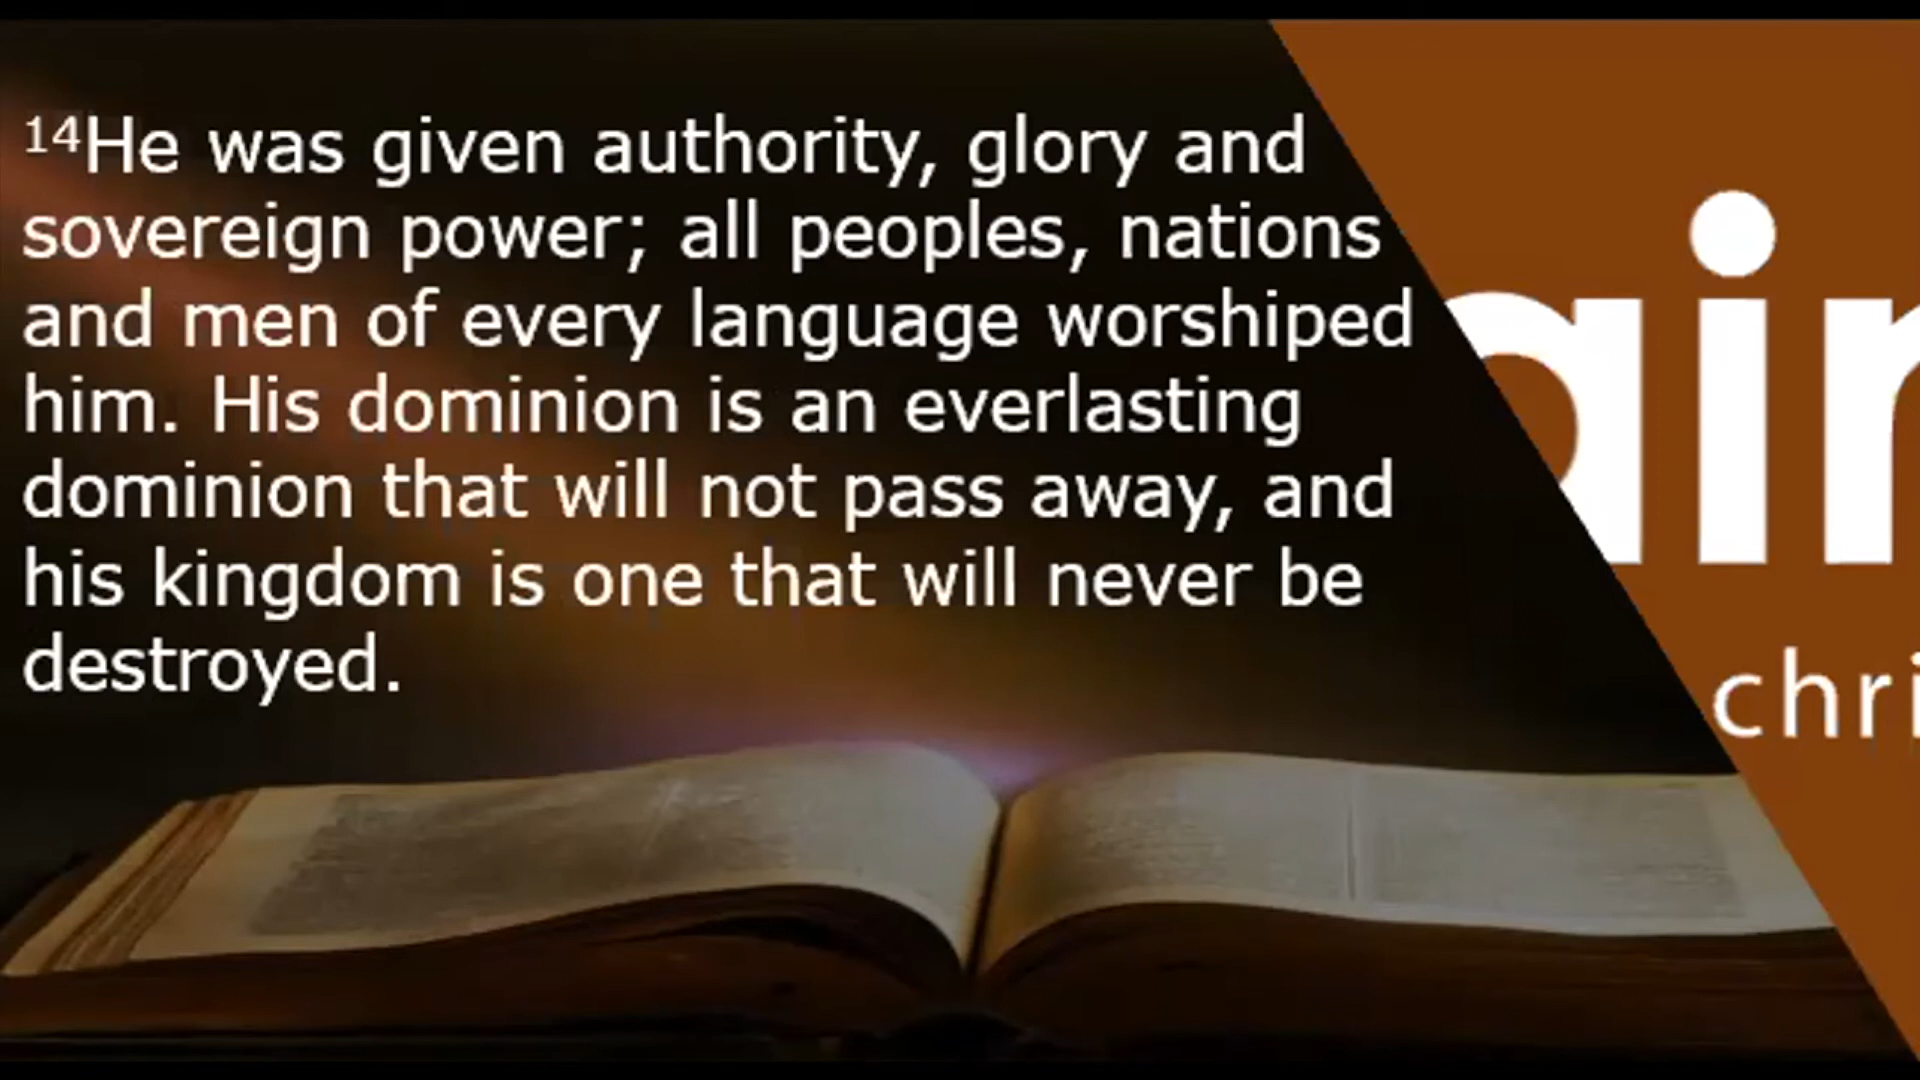 14He was given authority, glory and
sovereign power; all peoples, nations
and men of every language worshiped
him. His dominion is an everlasting
dominion that will not pass away, and
his kingdom is one that will never be
destroyed.